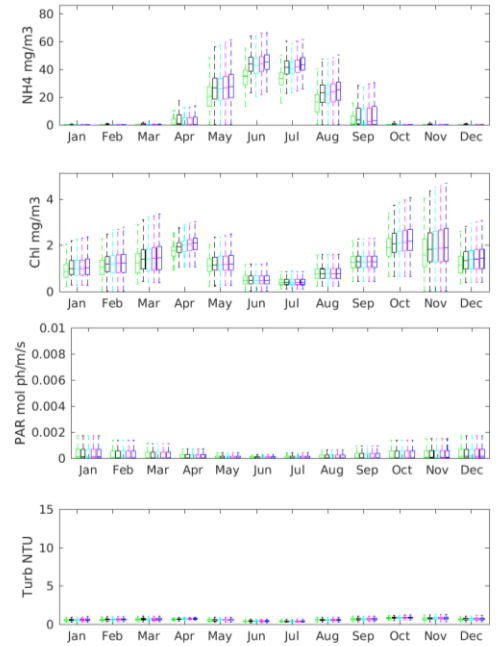 80
60
40
20
0
NH4 mg/m3
Jan Feb Mar Apr May Jun Jul Aug Sep Oct Nov Dec
4
2
0
Chl mg/m3
Jan Feb Mar Apr May Jun Jul Aug Sep Oct Nov Dec
0.01
0.008
0.006
0.004
0.002
0
PAR mol ph/m/s
Jan Feb Mar Apr May Jun Jul Aug Sep Oct Nov Dec
15
10
5
0
Turb NTU
Jan Feb Mar Apr May Jun Jul Aug Sep Oct Nov Dec